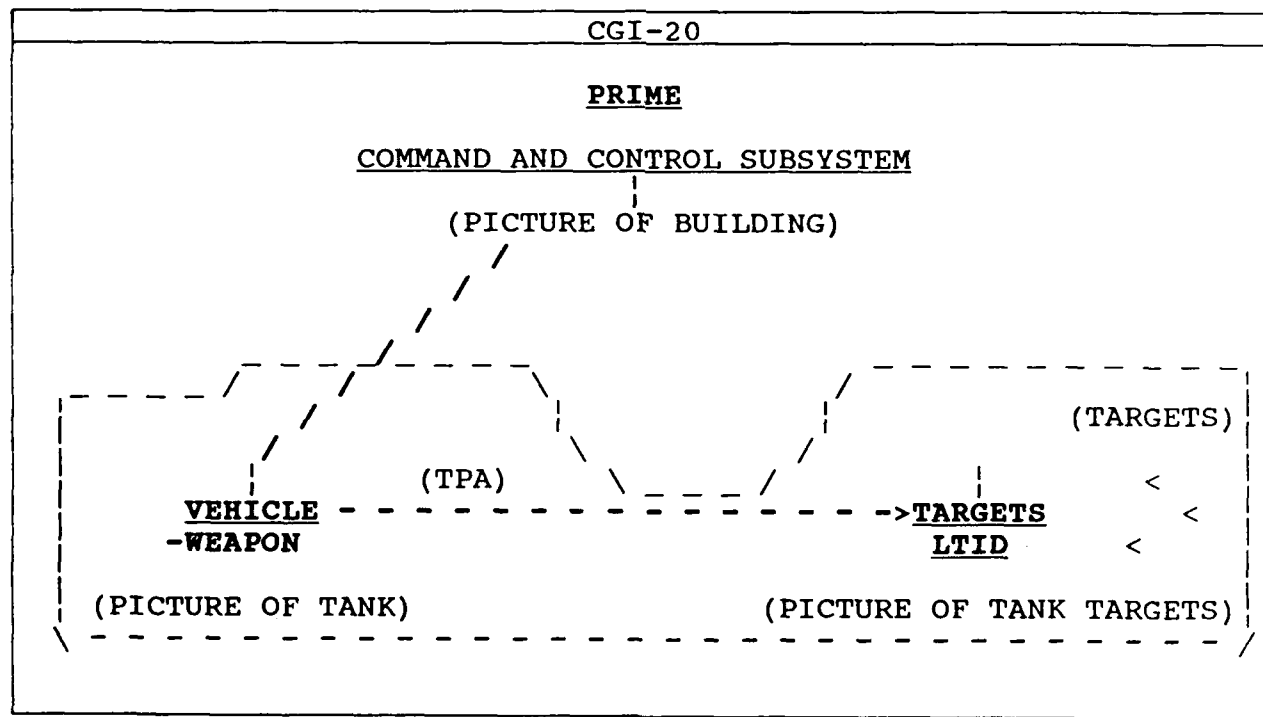 CGI-20
PRIME
COMMAND AND CONTROL SUBSYSTEM
(PICTURE OF BUILDING)
(TARGETS)
(TPA)
VEHICLE - - - - - - - - - - - - - - - - - ->TARGETS
-WEAPON LTID
(PICTURE OF TANK) (PICTURE OF TANK TARGETS)